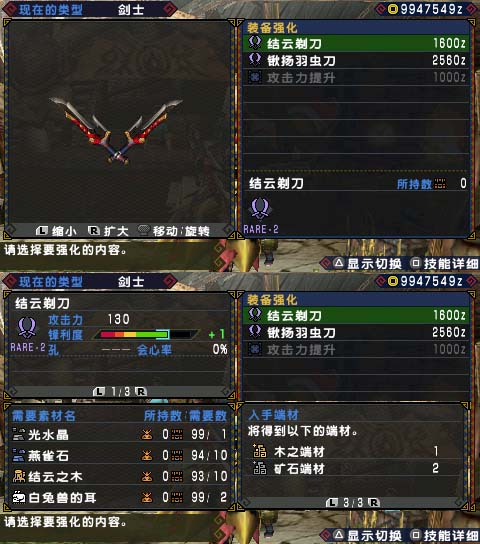 现在的类型 剑士 9947549z
装备强化
结云剃刀 1600z
锹扬羽虫刀 2560z
攻击力提升 1000z
结云剃刀 所持数 0
RARE-2
L 缩小 R 扩大 移动:旋转
请选择要强化的内容。
△显示切换 □技能详细
现在的类型 剑士 9947549z
结云剃刀
攻击力 130
锋利度 +1
RARE-2
孔 --- 会心率 0%
L 1/3 R
装备强化
结云剃刀 1600z
锹扬羽虫刀 2560z
攻击力提升 1000z
需要素材名 所持数:需要数
光水晶 0 99/ 1
燕雀石 0 94/10
结云之木 0 93/10
白兔兽的耳 0 99/ 2
入手端材
将得到以下的端材。
木之端材 1
矿石端材 2
L 3/3 R
请选择要强化的内容。
△显示切换 □技能详细